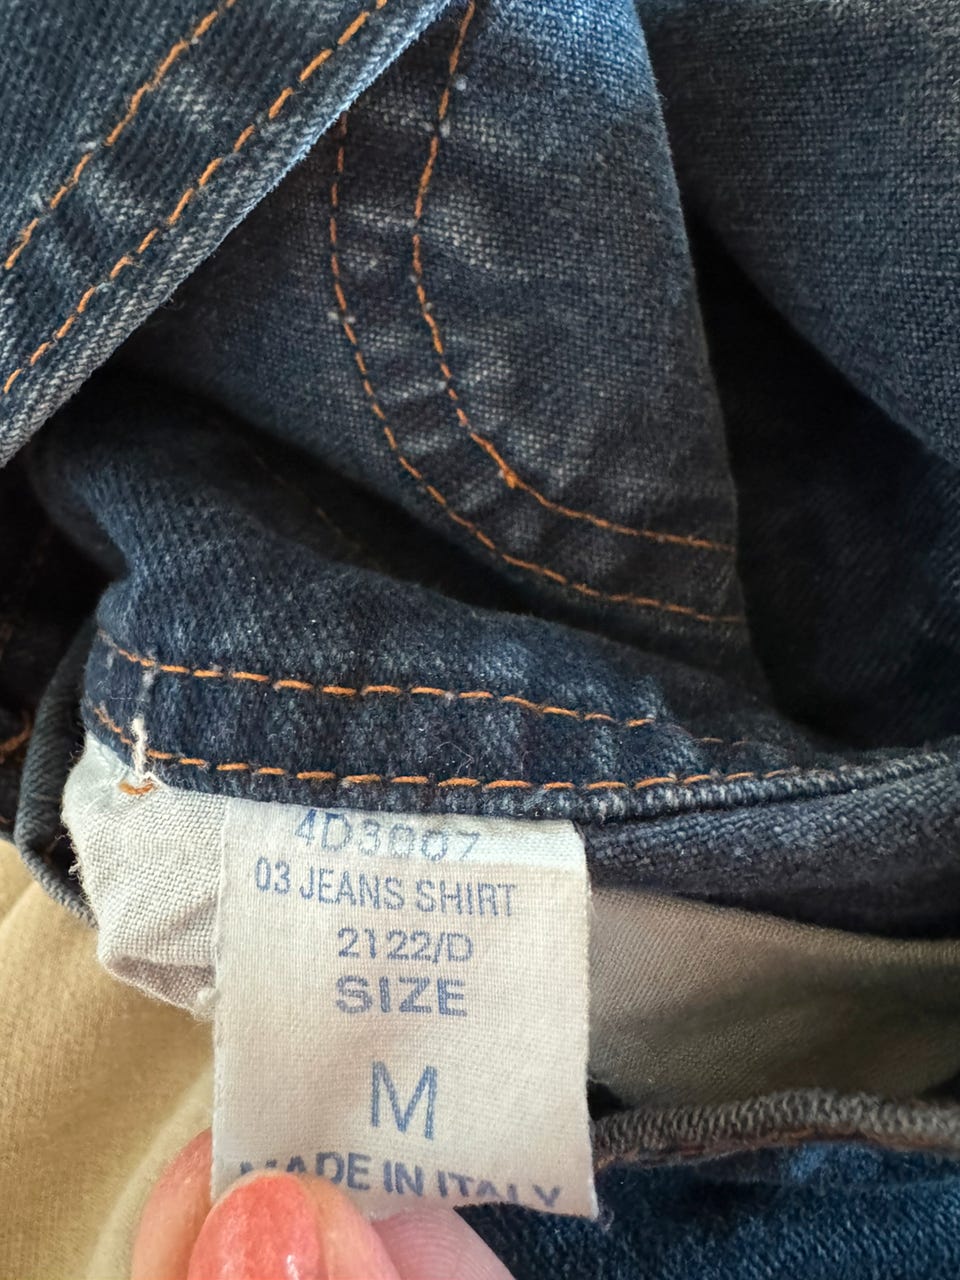 4D3007
03 JEANS SHIRT
2122/D
SIZE
M
MADE IN ITALY